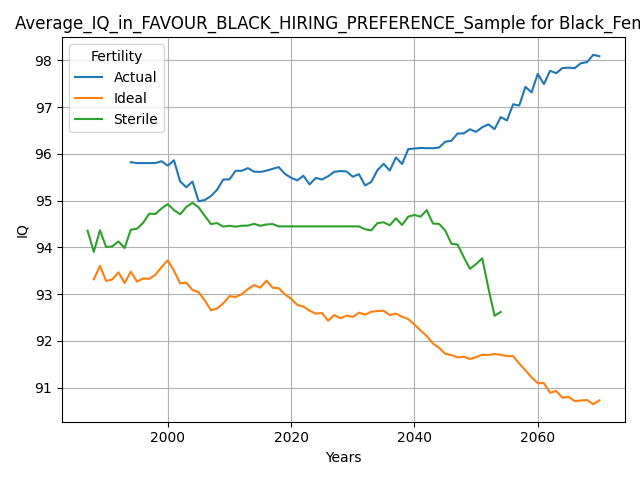 Average_IQ_in_FAVOUR_BLACK_HIRING_PREFERENCE_Sample for Black_Fem
Fertility
Actual
Ideal
Sterile
98
97
96
95
94
93
92
91
IQ
2000
2020
2040
2060
Years